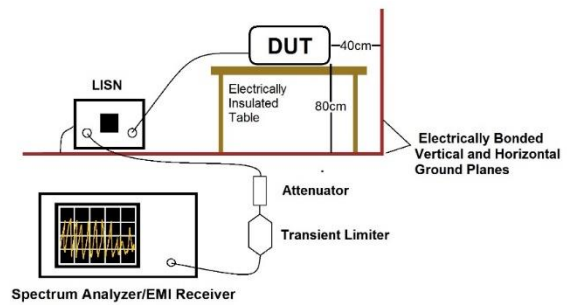 DUT
40cm
LISN
Electrically
Insulated
Table
80cm
Electrically Bonded
Vertical and Horizontal
Ground Planes
Attenuator
Transient Limiter
Spectrum Analyzer/EMI Receiver